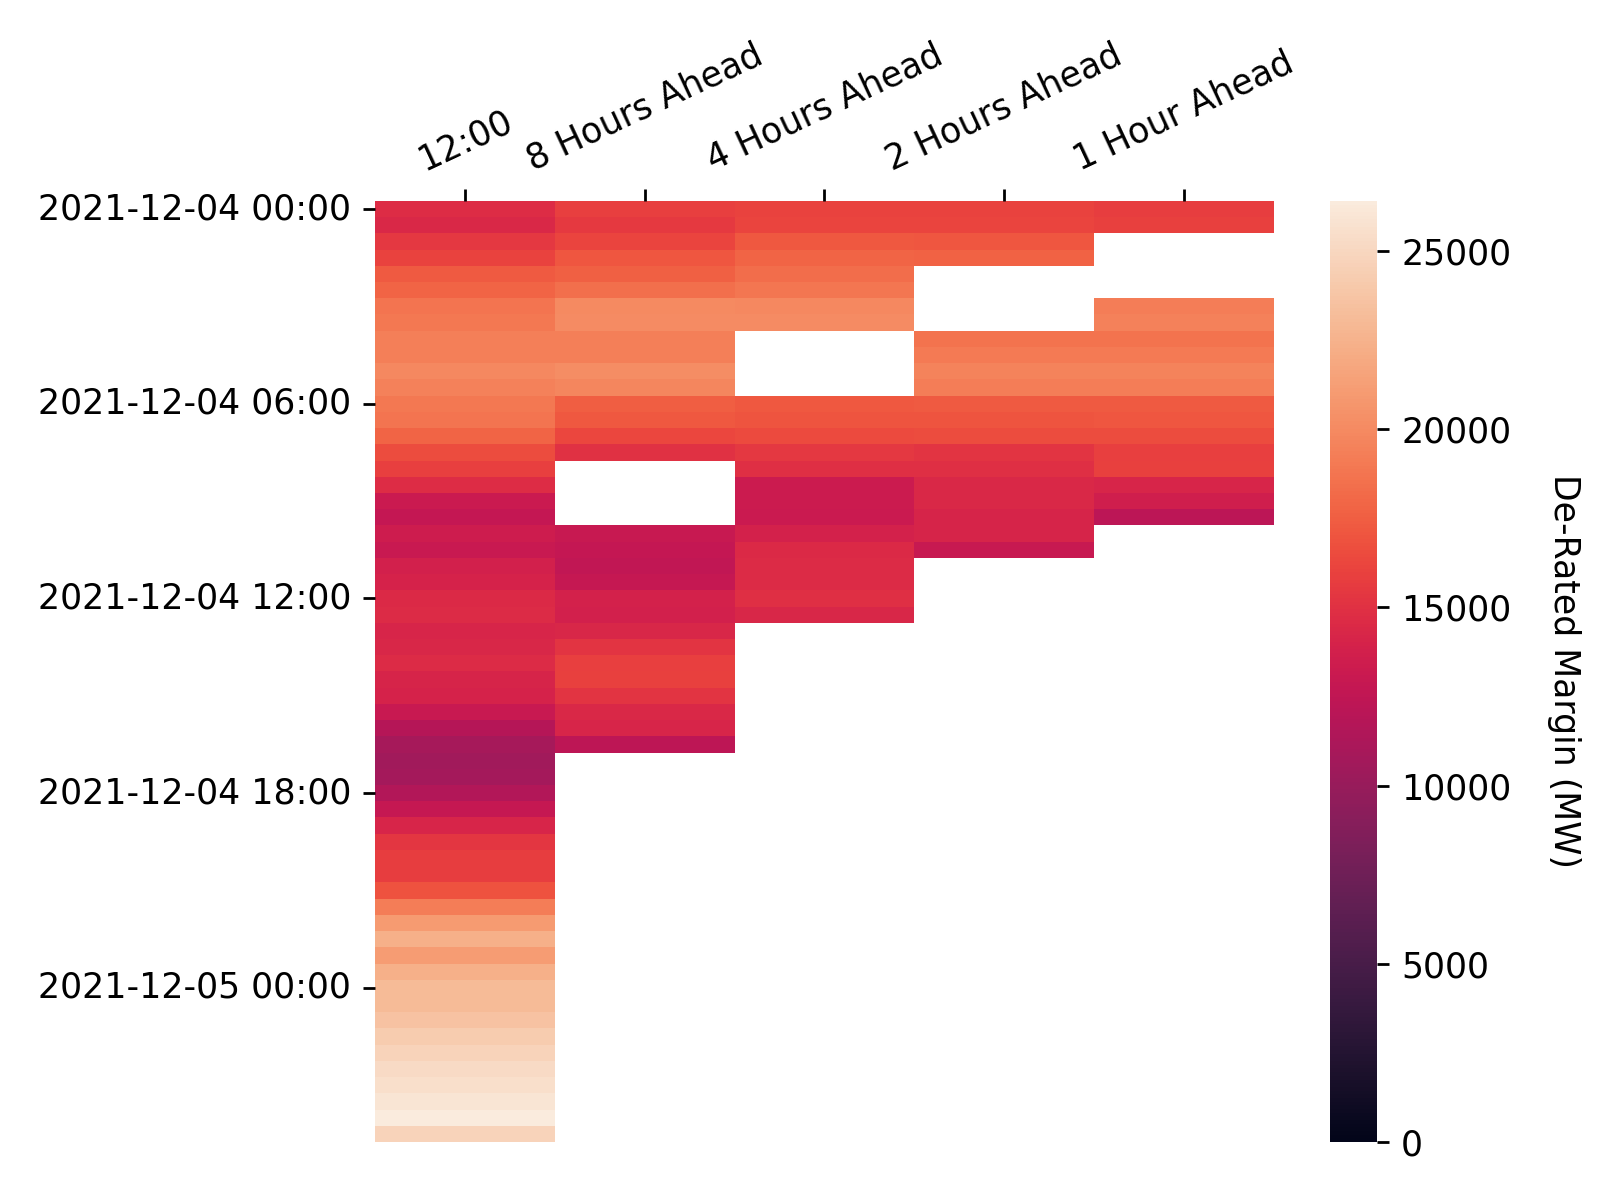 12:00
8 Hours Ahead
4 Hours Ahead
2 Hours Ahead
1 Hour Ahead
2021-12-04 00:00
2021-12-04 06:00
2021-12-04 12:00
2021-12-04 18:00
2021-12-05 00:00
25000
20000
15000
10000
5000
0
De-Rated Margin (MW)